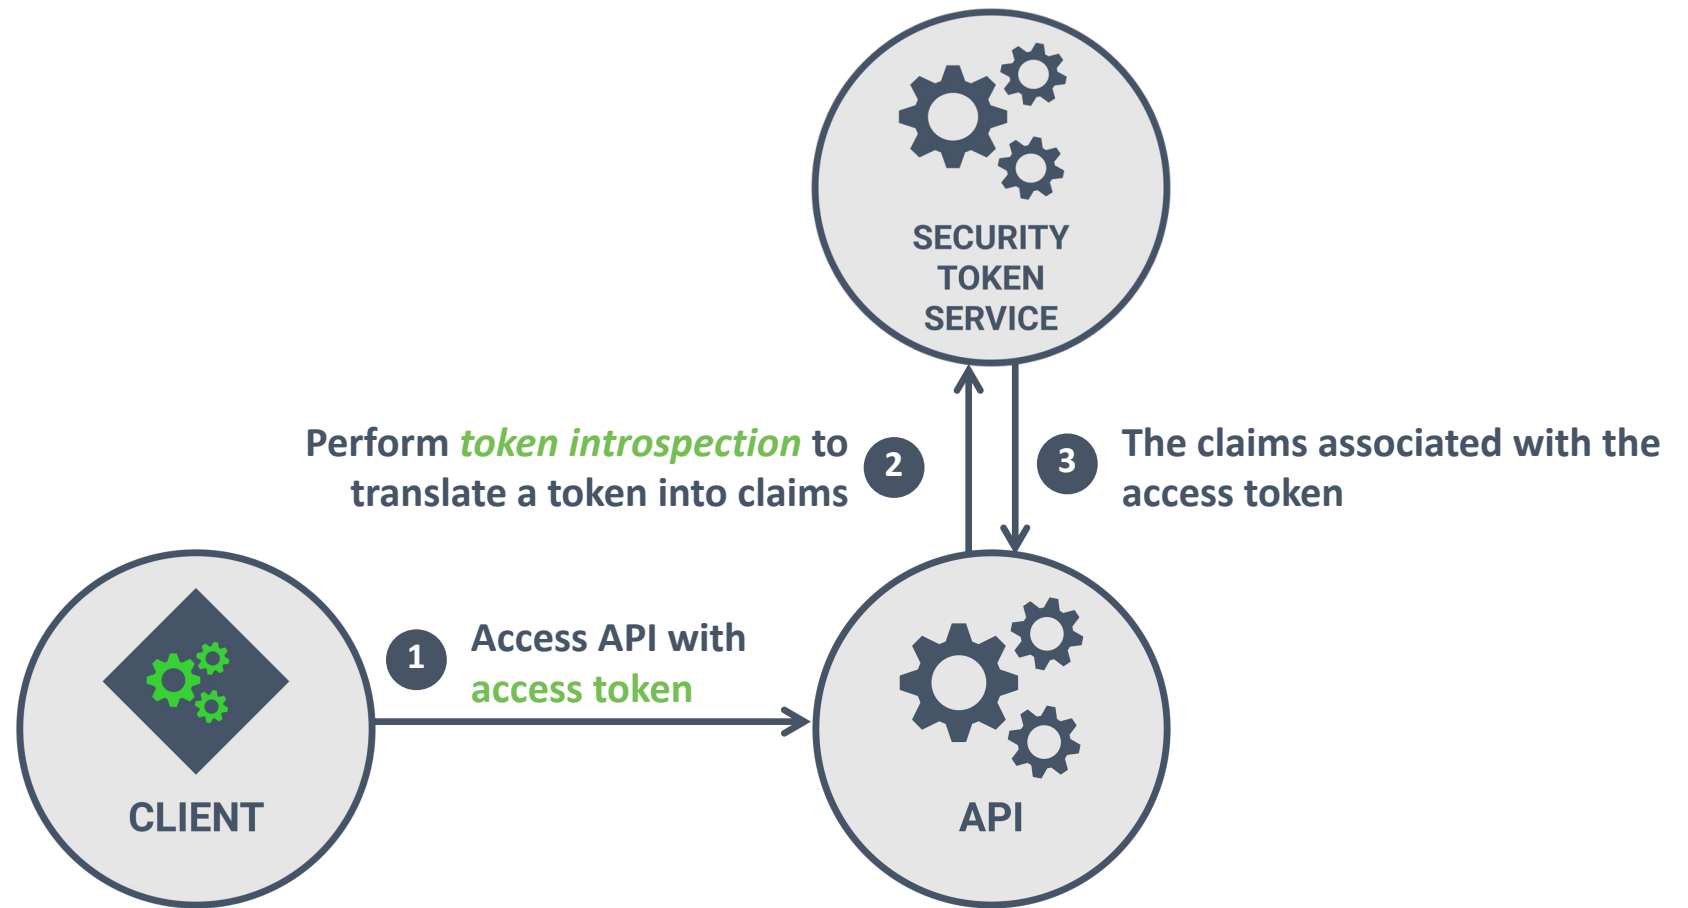 SECURITY
TOKEN
SERVICE
Perform token introspection to
translate a token into claims
2
3
The claims associated with the
access token
1
Access API with
access token
CLIENT
API